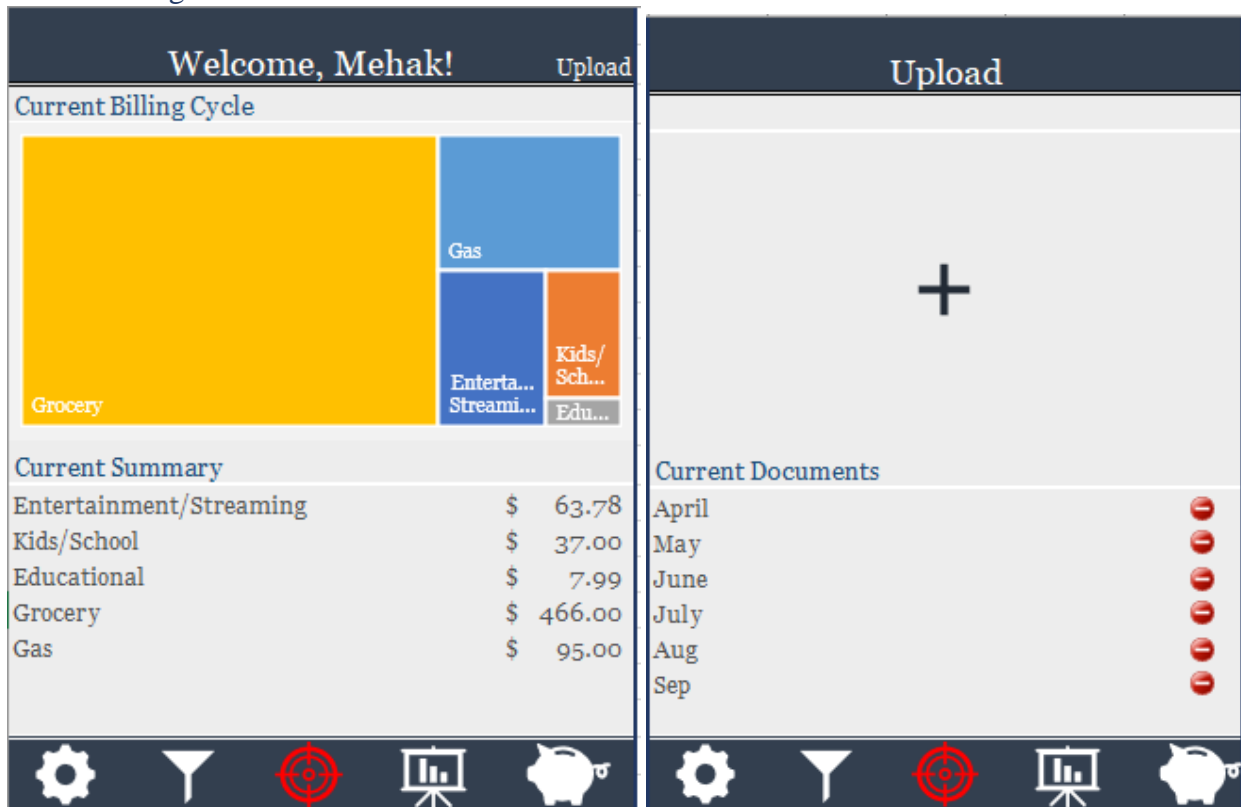 Welcome, Mehak!
Upload
Current Billing Cycle
Grocery
Gas
Enterta...
Streami...
Kids/
Sch...
Edu...
Current Summary
Entertainment/Streaming $ 63.78
Kids/School $ 37.00
Educational $ 7.99
Grocery $ 466.00
Gas $ 95.00
Upload
+
Current Documents
April
May
June
July
Aug
Sep